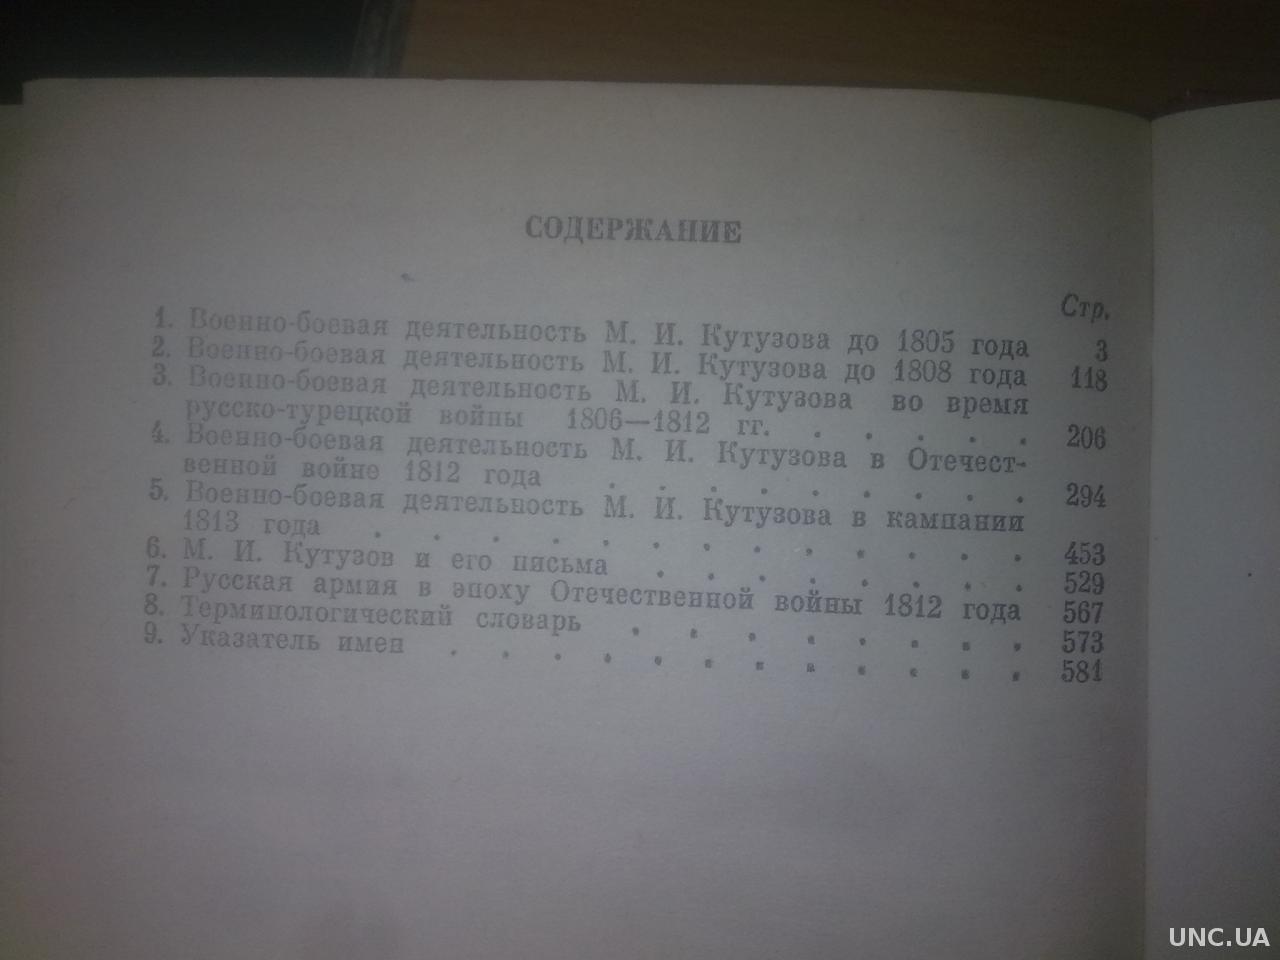 СОДЕРЖАНИЕ
Стр.
1. Военно-боевая деятельность М. И. Кутузова до 1805 года 3
2. Военно-боевая деятельность М. И. Кутузова до 1808 года 118
3. Военно-боевая деятельность М. И. Кутузова во время
русско-турецкой войны 1806—1812 гг. . . . . . 206
4. Военно-боевая деятельность М. И. Кутузова в Отечест-
венной войне 1812 года . . . . . . . . . 294
5. Военно-боевая деятельность М. И. Кутузова в кампании
1813 года . . . . . . . . . . . . 453
6. М. И. Кутузов и его письма . . . . . . . . 529
7. Русская армия в эпоху Отечественной войны 1812 года 567
8. Терминологический словарь . . . . . . . 573
9. Указатель имен . . . . . . . . . . . . 581
UNC.UA